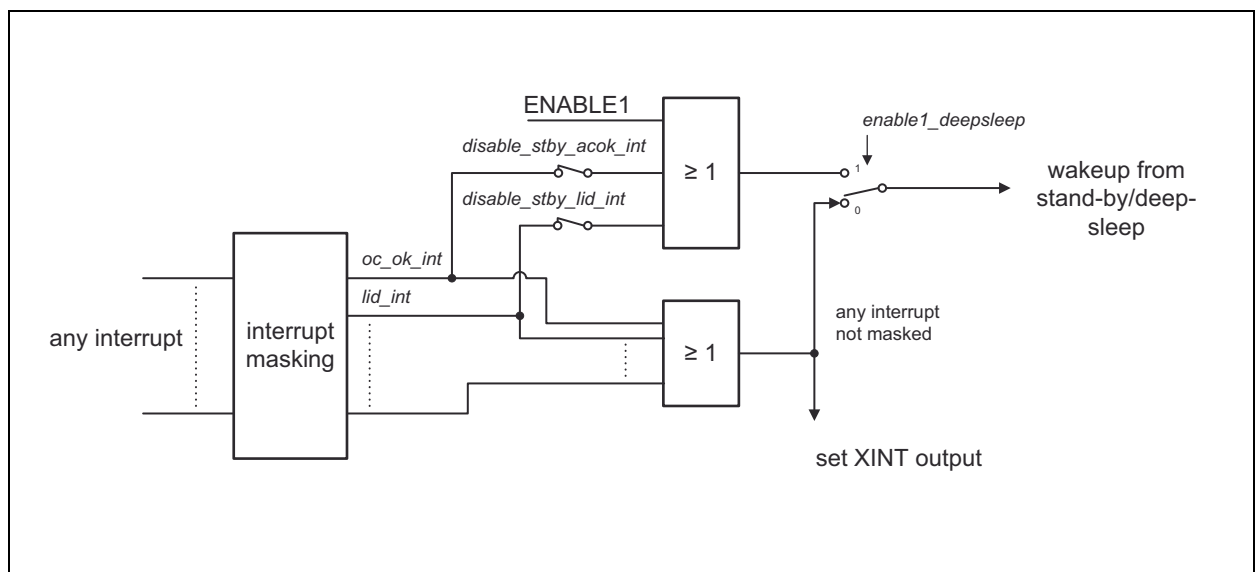 ENABLE1
enable1_deepsleep
disable_stby_acok_int
≥ 1
1
wakeup from
stand-by/deep-
sleep
disable_stby_lid_int
0
oc_ok_int
lid_int
any interrupt
not masked
any interrupt
interrupt
masking
≥ 1
set XINT output